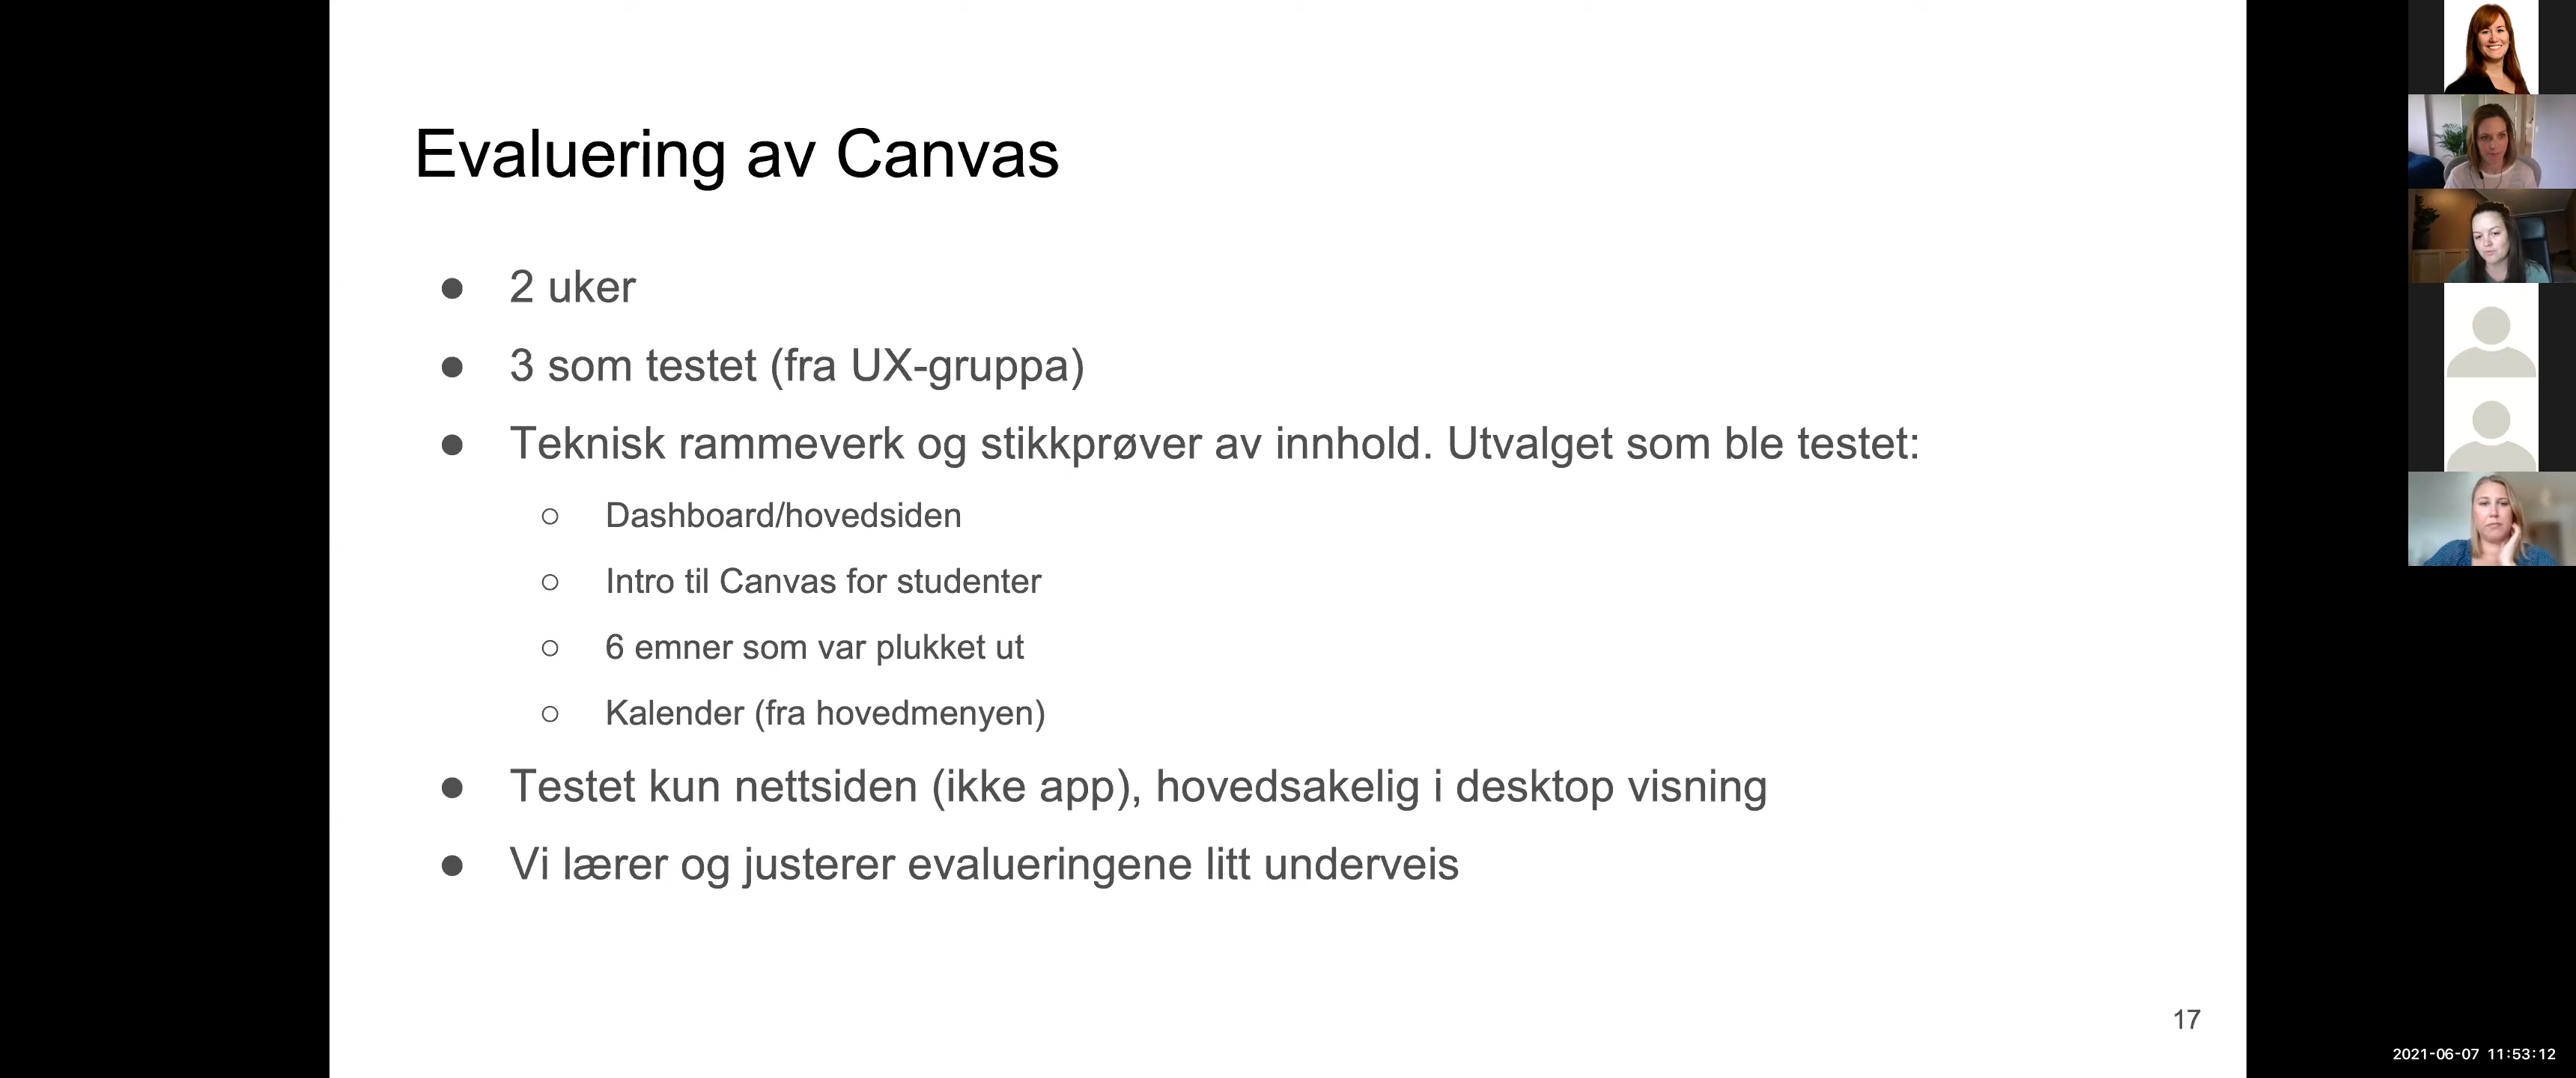 Evaluering av Canvas
● 2 uker
● 3 som testet (fra UX-gruppa)
● Teknisk rammeverk og stikkprøver av innhold. Utvalget som ble testet:
○ Dashboard/hovedsiden
○ Intro til Canvas for studenter
○ 6 emner som var plukket ut
○ Kalender (fra hovedmenyen)
● Testet kun nettsiden (ikke app), hovedsakelig i desktop visning
● Vi lærer og justerer evalueringene litt underveis
17
2021-06-07 11:53:12